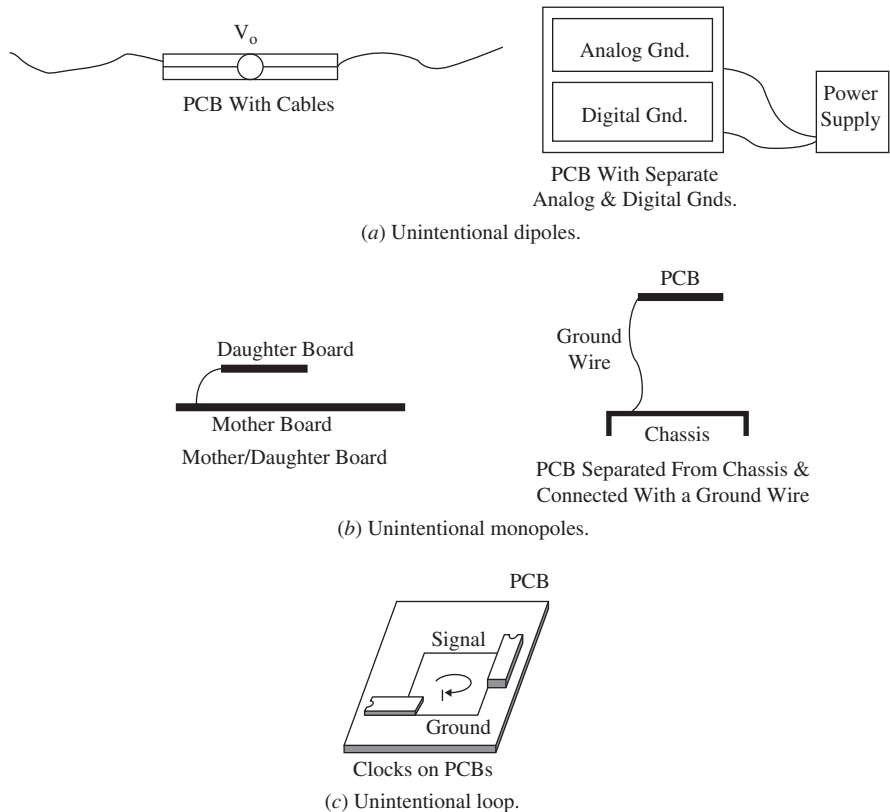 Vo
PCB With Cables
Analog Gnd.
Digital Gnd.
Power
Supply
PCB With Separate
Analog & Digital Gnds.
(a) Unintentional dipoles.
Daughter Board
Mother Board
Mother/Daughter Board
PCB
Ground
Wire
Chassis
PCB Separated From Chassis &
Connected With a Ground Wire
(b) Unintentional monopoles.
PCB
Signal
I
Ground
Clocks on PCBs
(c) Unintentional loop.